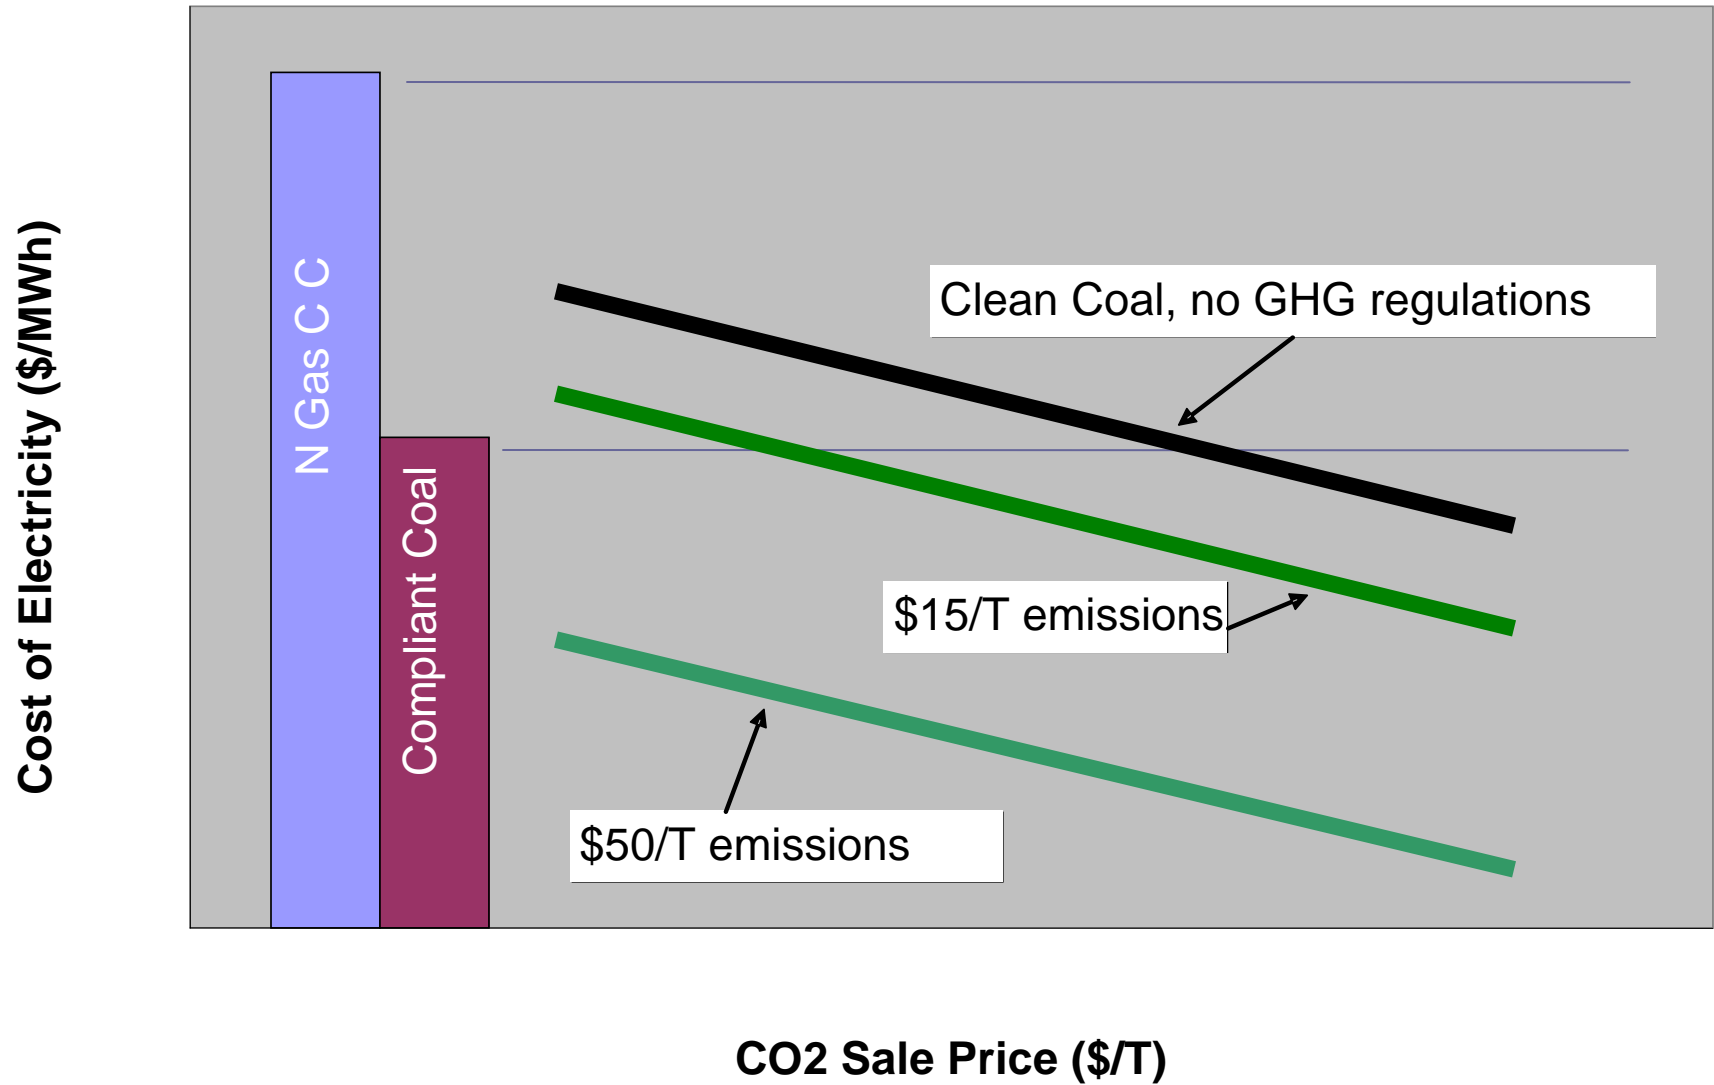 Cost of Electricity ($/MWh)
N Gas C C
Compliant Coal
Clean Coal, no GHG regulations
$15/T emissions
$50/T emissions
CO2 Sale Price ($/T)